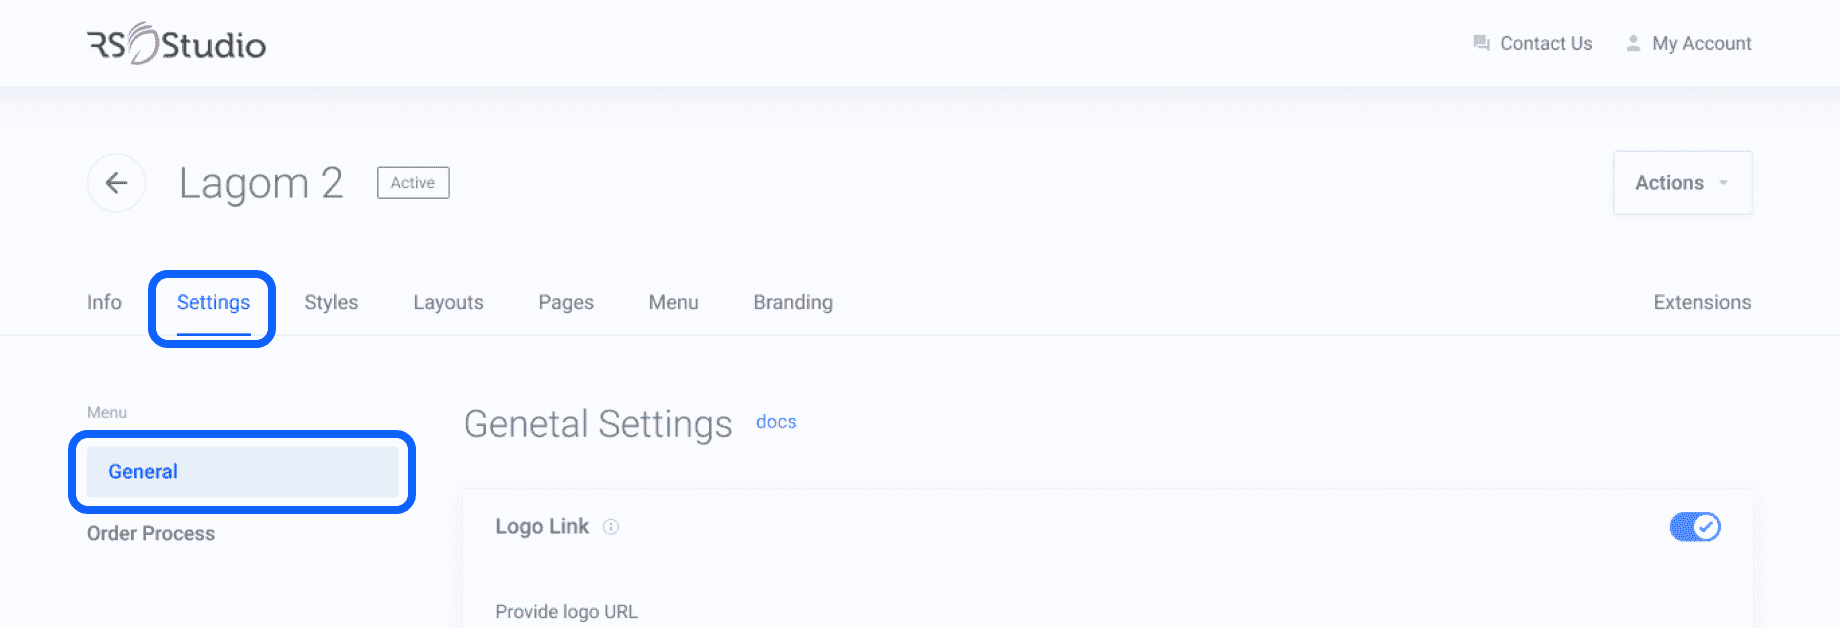 RS Studio
Contact Us
My Account
Lagom 2
Active
Actions
Info
Settings
Styles
Layouts
Pages
Menu
Branding
Extensions
Menu
General
Order Process
Genetal Settings
docs
Logo Link
Provide logo URL